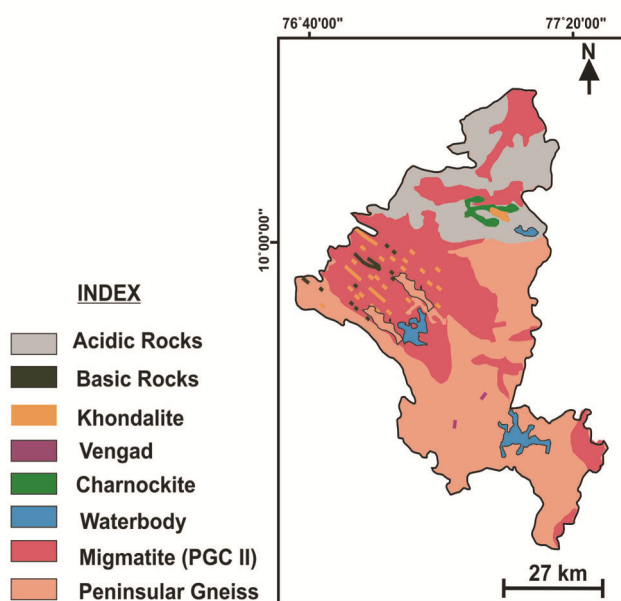 76°40'00" 77°20'00"
N
10°00'00"
INDEX
Acidic Rocks
Basic Rocks
Khondalite
Vengad
Charnockite
Waterbody
Migmatite (PGC II)
Peninsular Gneiss
27 km